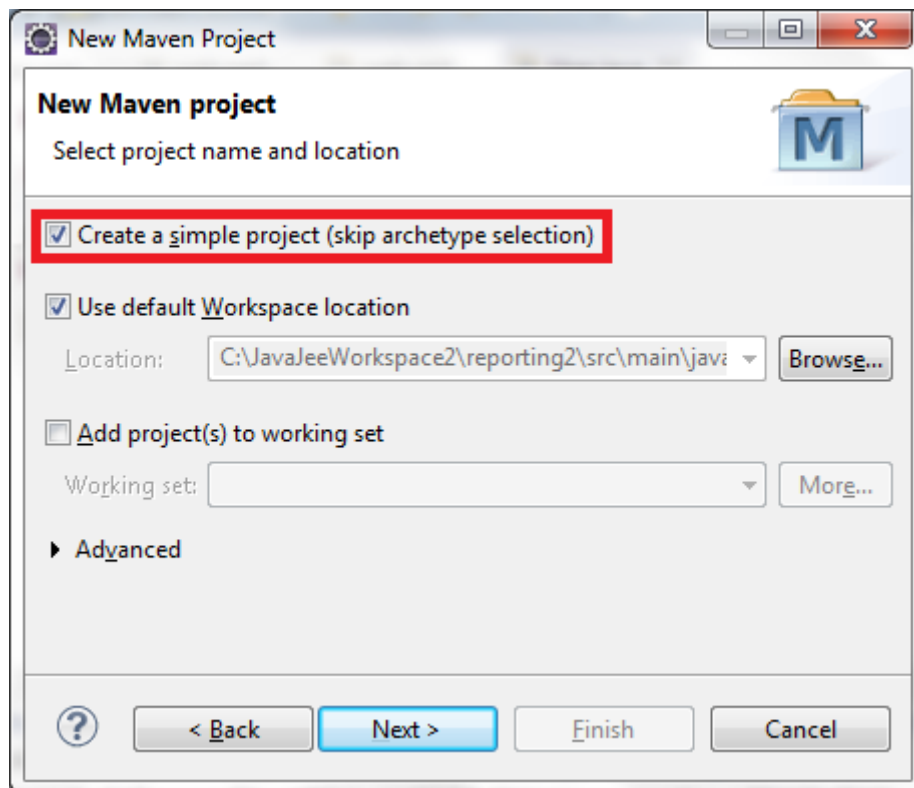 New Maven Project
New Maven project
Select project name and location
M
Create a simple project (skip archetype selection)
Use default Workspace location
Location: C:\JavaJeeWorkspace2\reporting2\src\main\java Browse...
Add project(s) to working set
Working set: More...
Advanced
? < Back Next > Finish Cancel